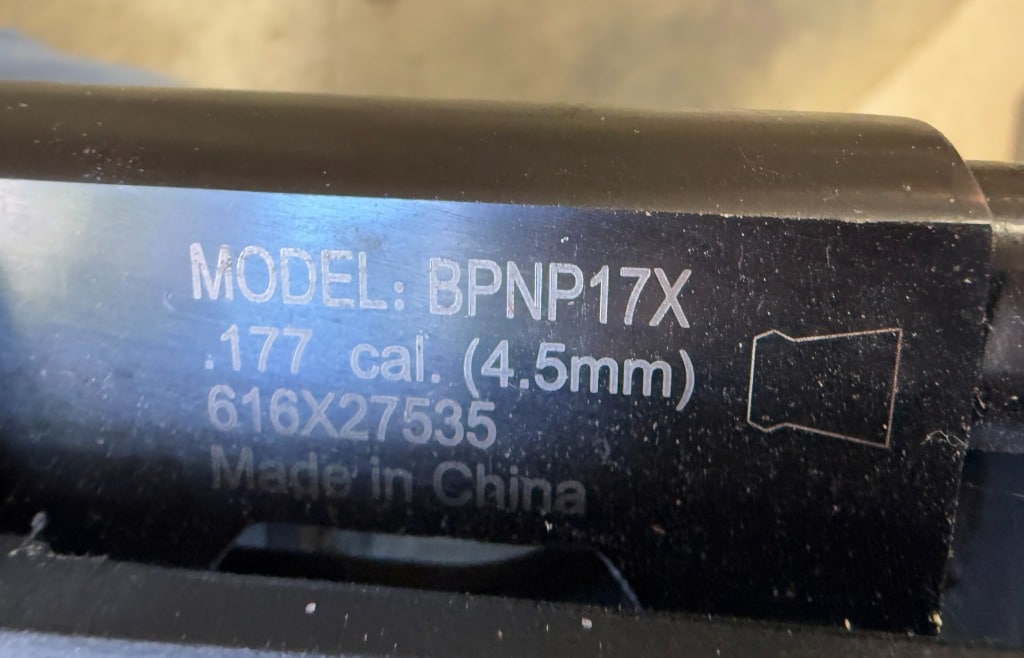 MODEL: BPNP17X
.177 cal. (4.5mm)
616X27535
Made in China